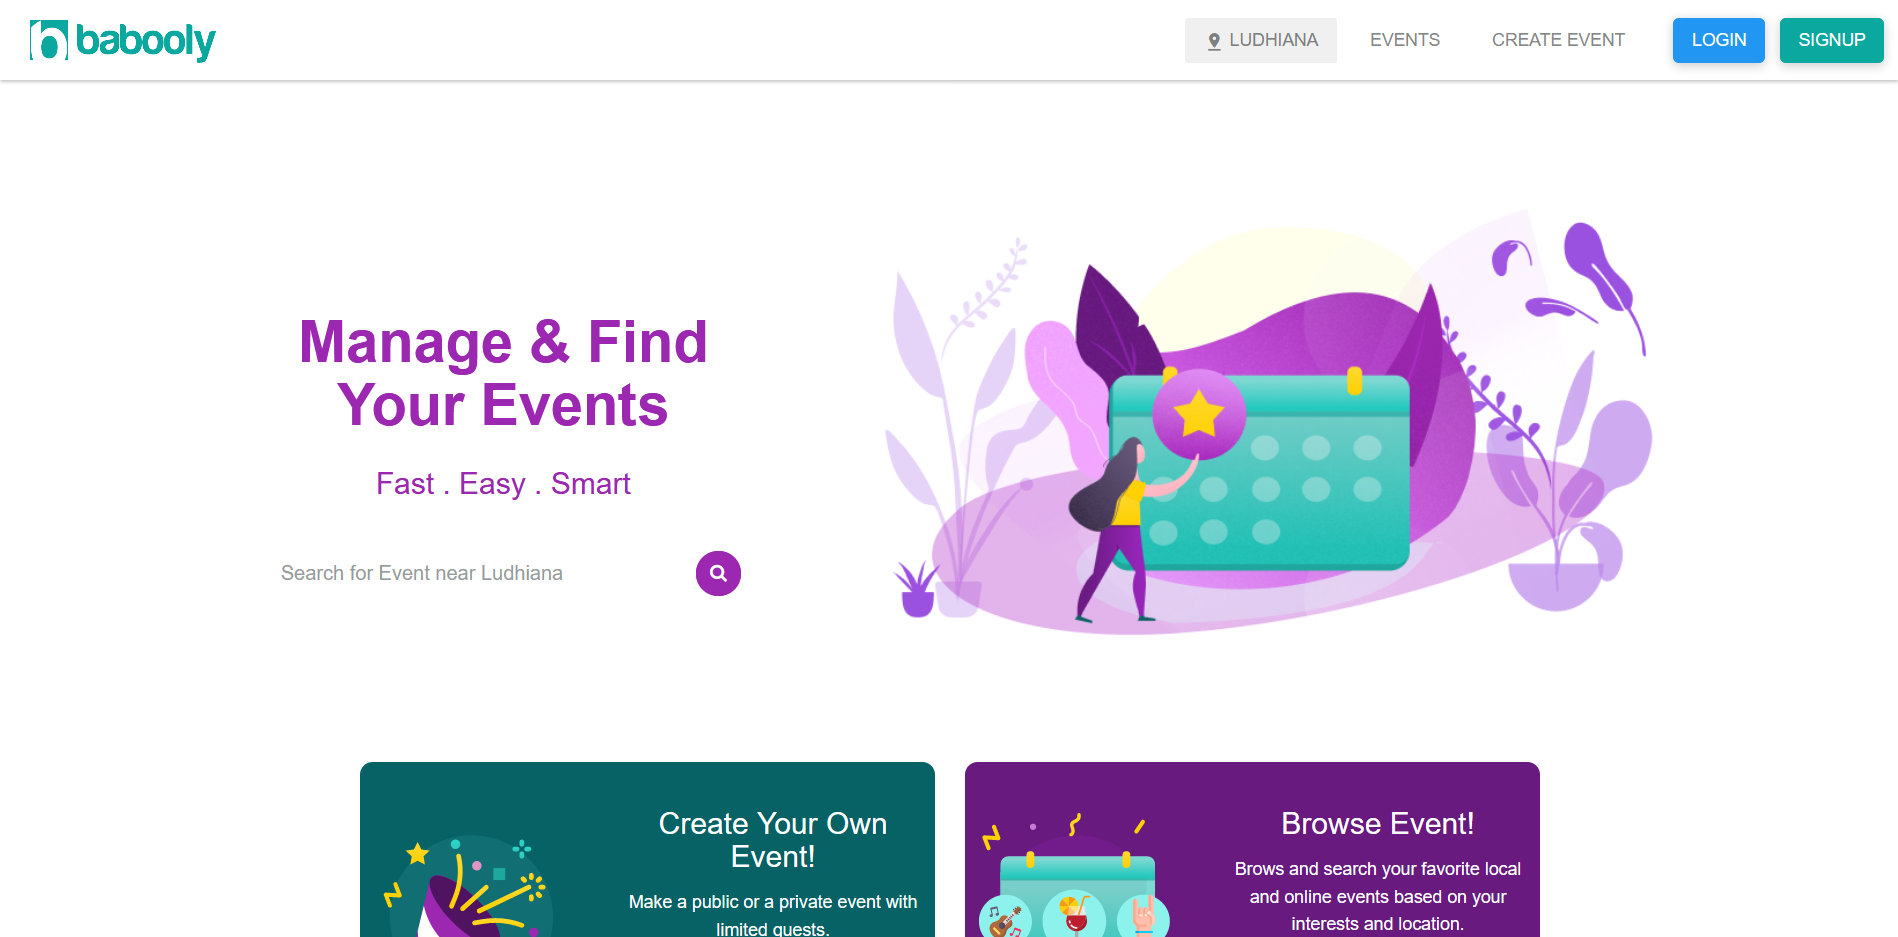 babooly
LUDHIANA
EVENTS
CREATE EVENT
LOGIN
SIGNUP
Manage & Find
Your Events
Fast . Easy . Smart
Search for Event near Ludhiana
Create Your Own
Event!
Make a public or a private event with
limited guests.
Browse Event!
Brows and search your favorite local
and online events based on your
interests and location.